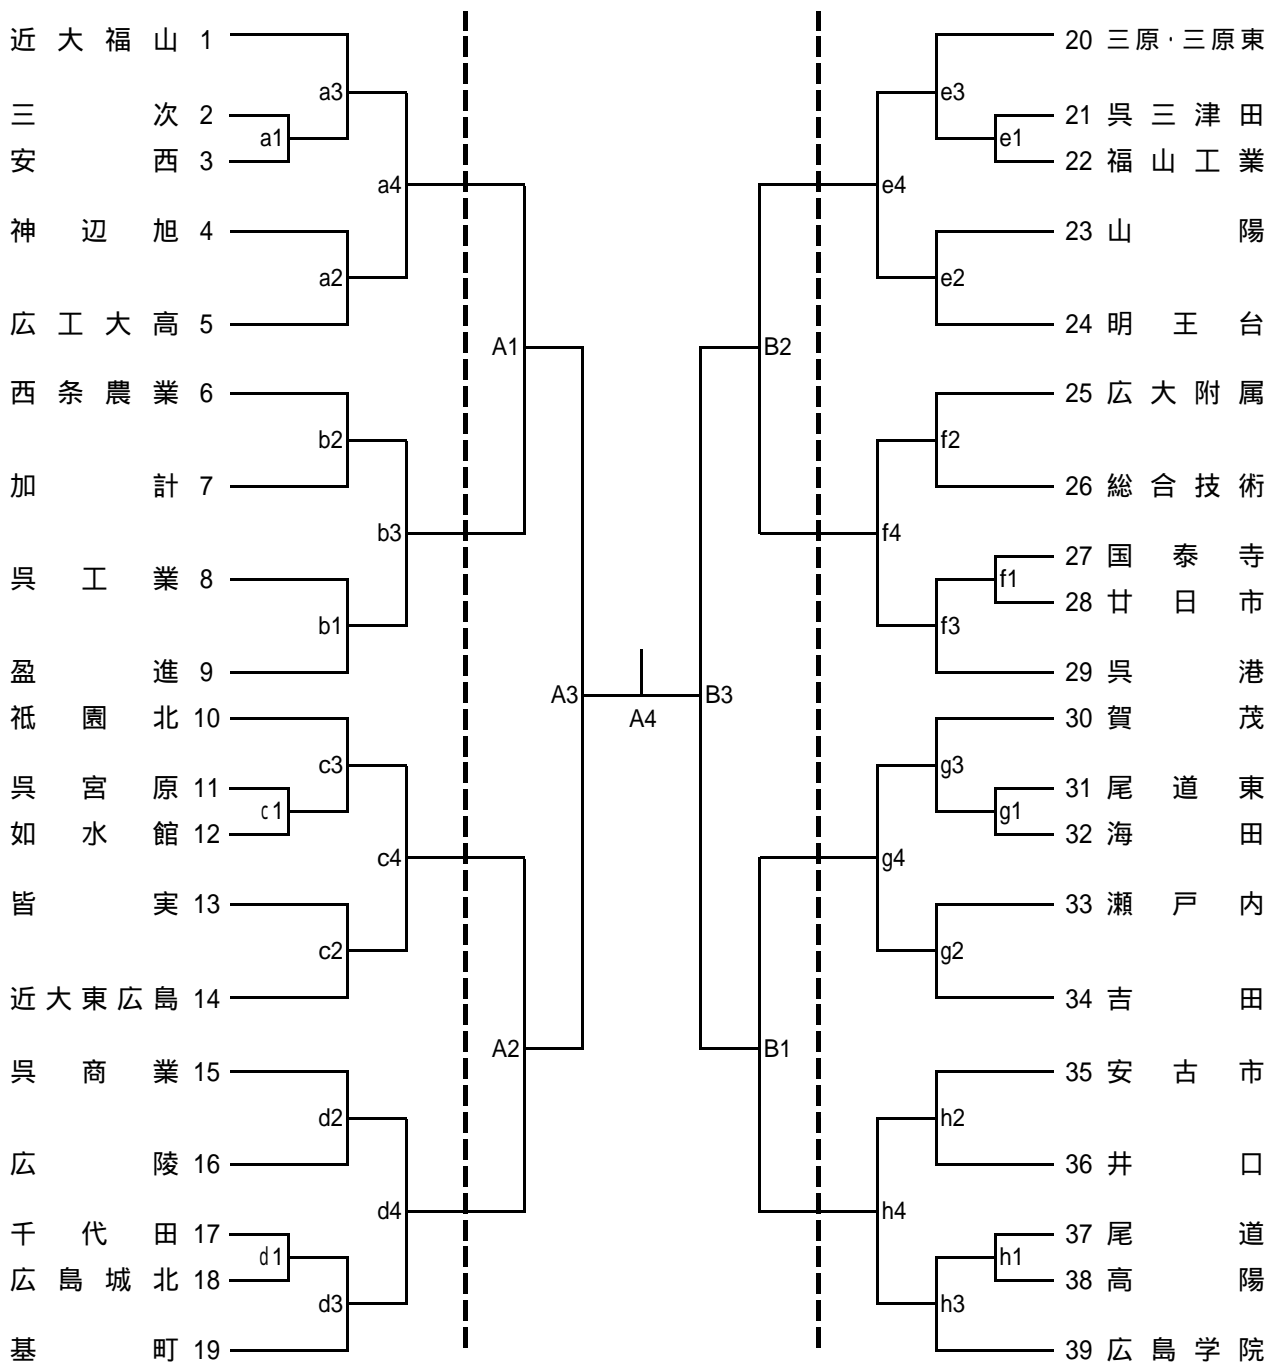 近大福山 1
三次 2
安西 3
神辺旭 4
広工大高 5
西条農業 6
加計 7
呉工業 8
盈進 9
祗園北 10
呉宮原 11
如水館 12
皆実 13
近大東広島 14
呉商業 15
広陵 16
千代田 17
広島城北 18
基町 19
a1
a3
a2
a4
b2
b1
b3
c1
c3
c2
c4
d2
d1
d3
d4
A1
A2
A3
A4
B3
B2
B1
e4
e3
e1
e2
f4
f2
f1
f3
g4
g3
g1
g2
h4
h2
h1
h3
20 三原・三原東
21 呉三津田
22 福山工業
23 山陽
24 明王台
25 広大附属
26 総合技術
27 国泰寺
28 廿日市
29 呉港
30 賀茂
31 尾道東
32 海田
33 瀬戸内
34 吉田
35 安古市
36 井口
37 尾道
38 高陽
39 広島学院